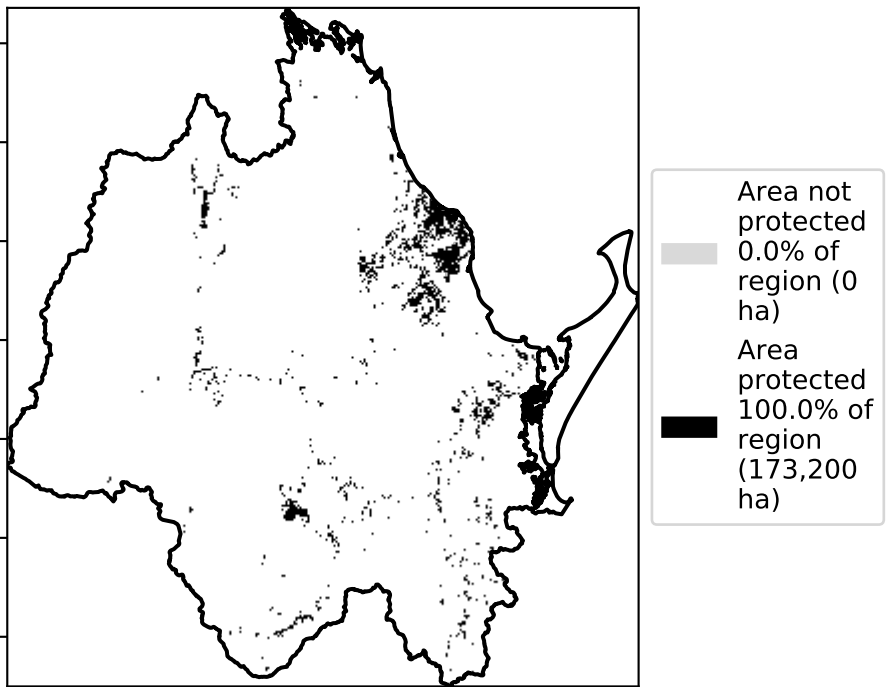 Area not
protected
0.0% of
region (0
ha)
Area
protected
100.0% of
region
(173,200
ha)